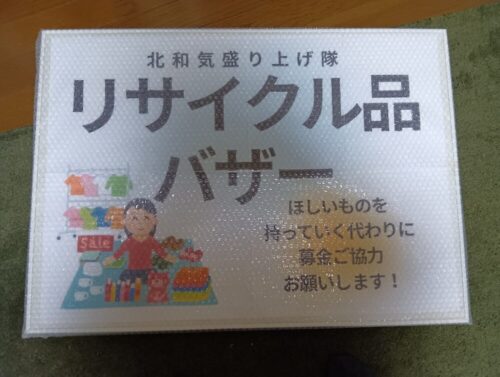 北和気盛り上げ隊
リサイクル品
バザー
ほしいものを
持っていく代わりに
募金ご協力
お願いします！
Sale